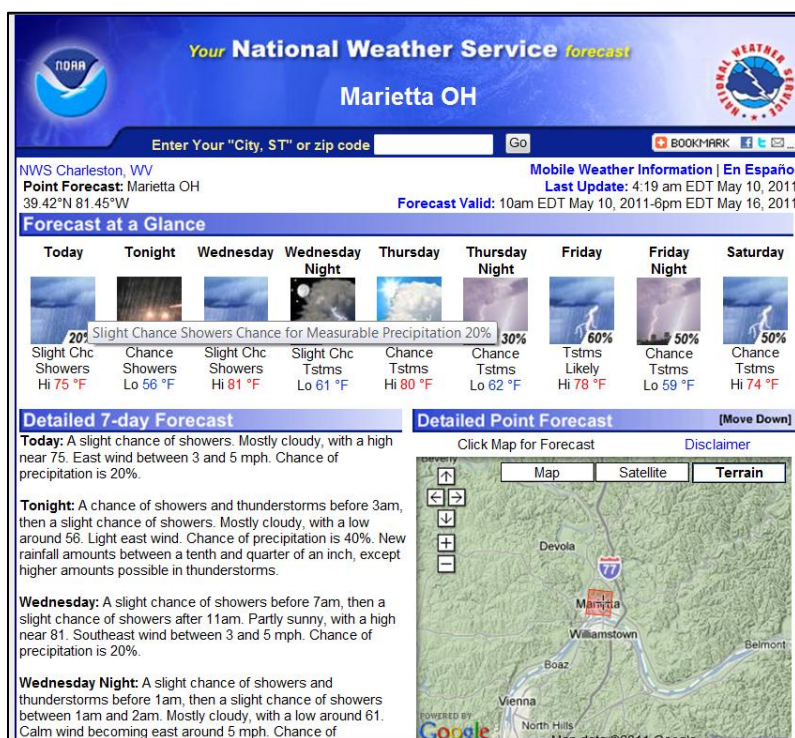 NOAA
Your National Weather Service forecast
NATIONAL WEATHER SERVICE
Marietta OH
Enter Your "City, ST" or zip code Go BOOKMARK
NWS Charleston, WV Mobile Weather Information | En Españo
Point Forecast: Marietta OH Last Update: 4:19 am EDT May 10, 2011
39.42°N 81.45°W Forecast Valid: 10am EDT May 10, 2011-6pm EDT May 16, 2011
Forecast at a Glance
Today Tonight Wednesday Wednesday Night Thursday Thursday Night Friday Friday Night Saturday
20% 30% 60% 50% 50%
Slight Chance Showers Chance for Measurable Precipitation 20%
Slight Chc Chance Slight Chc Slight Chc Chance Chance Tstms Chance Chance
Showers Showers Showers Tstms Tstms Tstms Likely Tstms Tstms
Hi 75 °F Lo 56 °F Hi 81 °F Lo 61 °F Hi 80 °F Lo 62 °F Hi 78 °F Lo 59 °F Hi 74 °F
Detailed 7-day Forecast
Today: A slight chance of showers. Mostly cloudy, with a high
near 75. East wind between 3 and 5 mph. Chance of
precipitation is 20%.
Tonight: A chance of showers and thunderstorms before 3am,
then a slight chance of showers. Mostly cloudy, with a low
around 56. Light east wind. Chance of precipitation is 40%. New
rainfall amounts between a tenth and quarter of an inch, except
higher amounts possible in thunderstorms.
Wednesday: A slight chance of showers before 7am, then a
slight chance of showers after 11am. Partly sunny, with a high
near 81. Southeast wind between 3 and 5 mph. Chance of
precipitation is 20%.
Wednesday Night: A slight chance of showers and
thunderstorms before 1am, then a slight chance of showers
between 1am and 2am. Mostly cloudy, with a low around 61.
Calm wind becoming east around 5 mph. Chance of
Detailed Point Forecast [Move Down]
Click Map for Forecast Disclaimer
Map Satellite Terrain
Devola
77
Marietta
Williamstown
Belmont
Boaz
Vienna
POWERED BY
Google
North Hills
Map data ©2011 Google